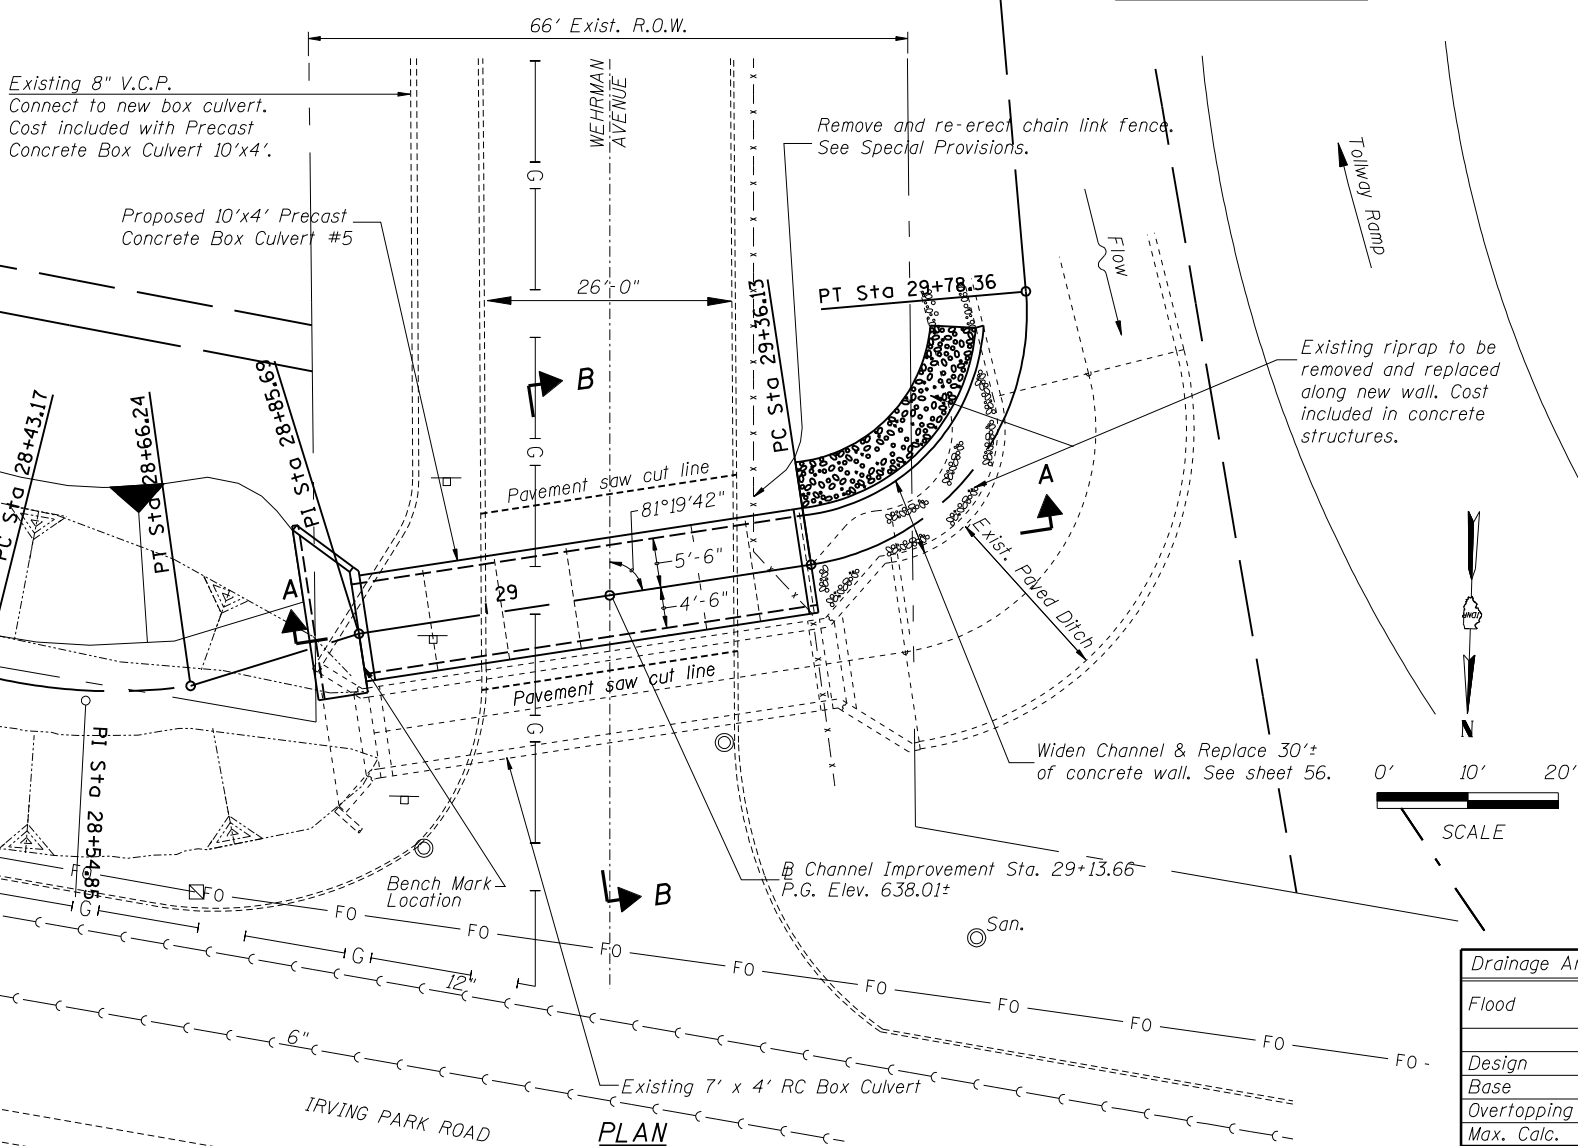 66' Exist. R.O.W.
Existing 8" V.C.P.
Connect to new box culvert.
Cost included with Precast
Concrete Box Culvert 10'x4'.
WEHRMAN
AVENUE
G
Remove and re-erect chain link fence.
See Special Provisions.
Tollway Ramp
Flow
Proposed 10'x4' Precast
Concrete Box Culvert #5
26'-0"
PT Sta 29+78.36
PC Sta 29+36.13
Existing riprap to be
removed and replaced
along new wall. Cost
included in concrete
structures.
B
PC Sta 28+43.17
PT Sta 28+66.24
PI Sta 28+85.69
G
Pavement saw cut line
81°19'42"
A
5'-6"
4'-6"
29
A
Exist. Paved Ditch
Pavement saw cut line
G
N
PI Sta 28+54.85
Widen Channel & Replace 30'±
of concrete wall. See sheet 56.
0' 10' 20'
SCALE
Bench Mark
Location
B
B Channel Improvement Sta. 29+13.66
P.G. Elev. 638.01±
San.
FO FO FO FO FO FO FO FO FO FO FO
G
G
12"
6"
Existing 7' x 4' RC Box Culvert
IRVING PARK ROAD
PLAN
Drainage Ar
Flood
Design
Base
Overtopping
Max. Calc.